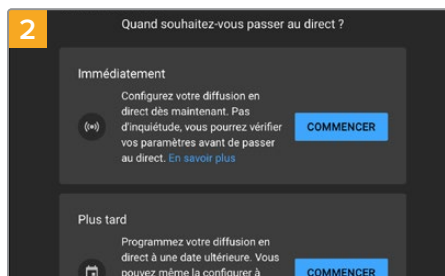 2
Quand souhaitez-vous passer au direct ?
Immédiatement
Configurez votre diffusion en
direct dès maintenant. Pas
d'inquiétude, vous pourrez vérifier
vos paramètres avant de passer
au direct. En savoir plus
COMMENCER
Plus tard
Programmez votre diffusion en
direct à une date ultérieure. Vous
pouvez même la configurer à
COMMENCER